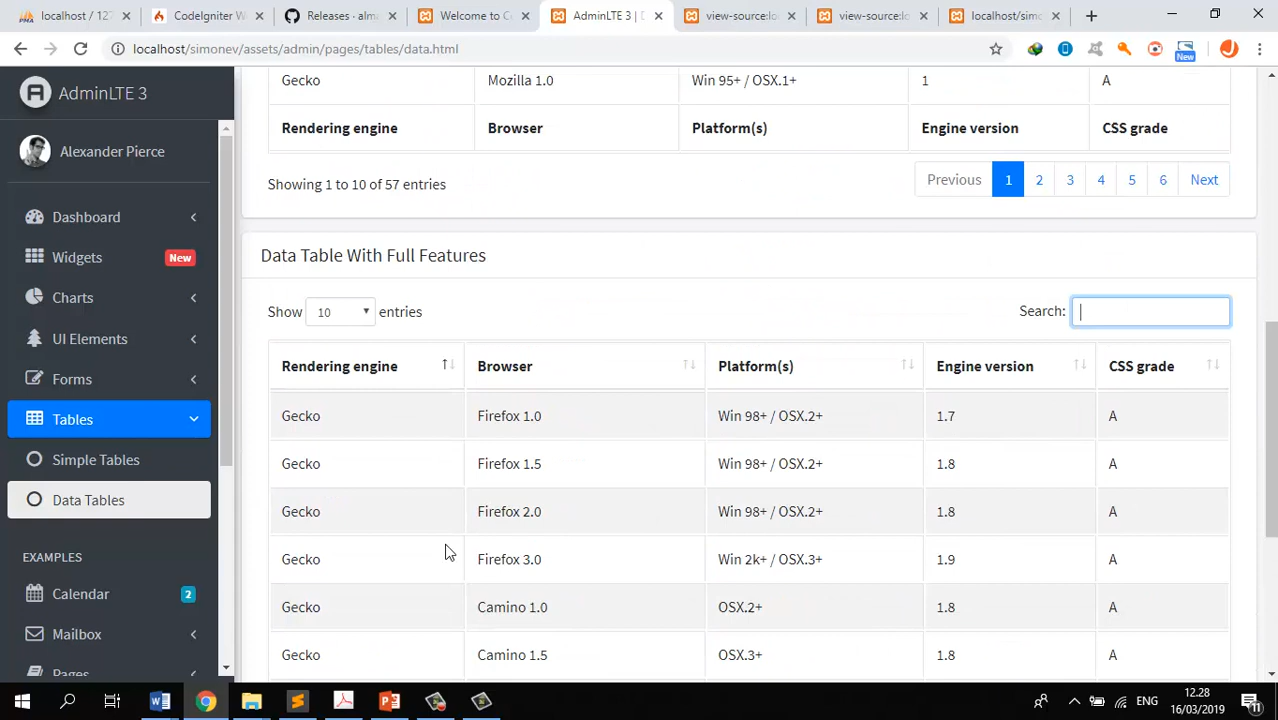 localhost / 127
CodeIgniter W
Releases · alma
Welcome to C
AdminLTE 3 | D
view-source:lo
view-source:lo
localhost/simo
localhost/simonev/assets/admin/pages/tables/data.html
New
AdminLTE 3
Alexander Pierce
Dashboard
Widgets New
Charts
UI Elements
Forms
Tables
Simple Tables
Data Tables
EXAMPLES
Calendar 2
Mailbox
Pages
Gecko Mozilla 1.0 Win 95+ / OSX.1+ 1 A
Rendering engine Browser Platform(s) Engine version CSS grade
Showing 1 to 10 of 57 entries Previous 1 2 3 4 5 6 Next
Data Table With Full Features
Show 10 entries Search:
Rendering engine Browser Platform(s) Engine version CSS grade
Gecko Firefox 1.0 Win 98+ / OSX.2+ 1.7 A
Gecko Firefox 1.5 Win 98+ / OSX.2+ 1.8 A
Gecko Firefox 2.0 Win 98+ / OSX.2+ 1.8 A
Gecko Firefox 3.0 Win 2k+ / OSX.3+ 1.9 A
Gecko Camino 1.0 OSX.2+ 1.8 A
Gecko Camino 1.5 OSX.3+ 1.8 A
ENG
12.28
16/03/2019
11